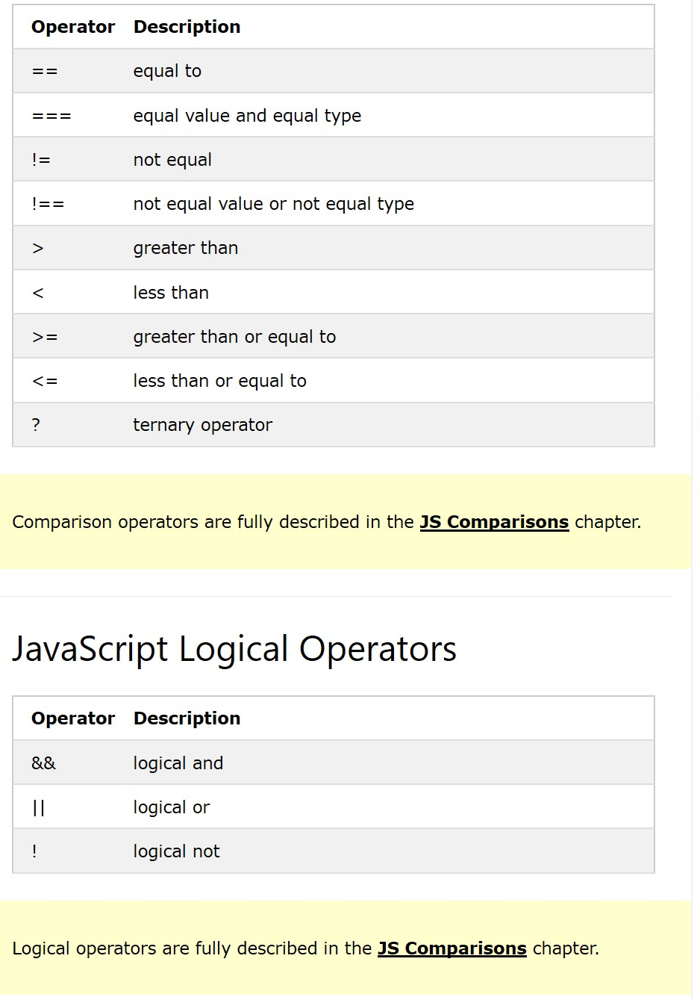 Operator Description
== equal to
=== equal value and equal type
!= not equal
!== not equal value or not equal type
> greater than
< less than
>= greater than or equal to
<= less than or equal to
? ternary operator
Comparison operators are fully described in the JS Comparisons chapter.
JavaScript Logical Operators
Operator Description
&& logical and
|| logical or
! logical not
Logical operators are fully described in the JS Comparisons chapter.